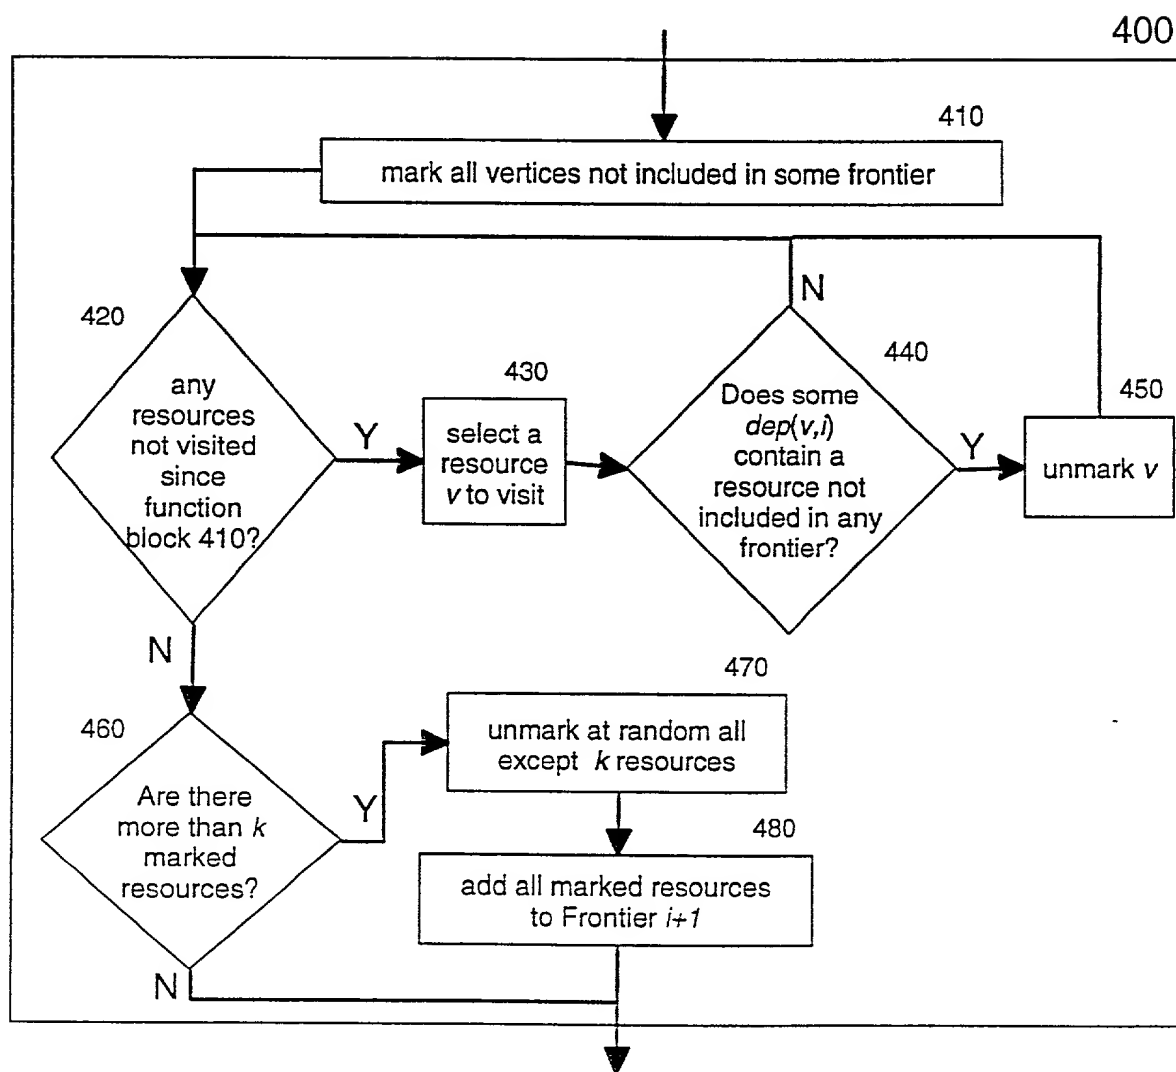 400
410
mark all vertices not included in some frontier
420
any
resources
not visited
since
function
block 410?
Y
N
430
select a
resource
v to visit
440
Does some
dep(v,i)
contain a
resource not
included in any
frontier?
N
Y
450
unmark v
460
Are there
more than k
marked
resources?
Y
N
470
unmark at random all
except k resources
480
add all marked resources
to Frontier i+1